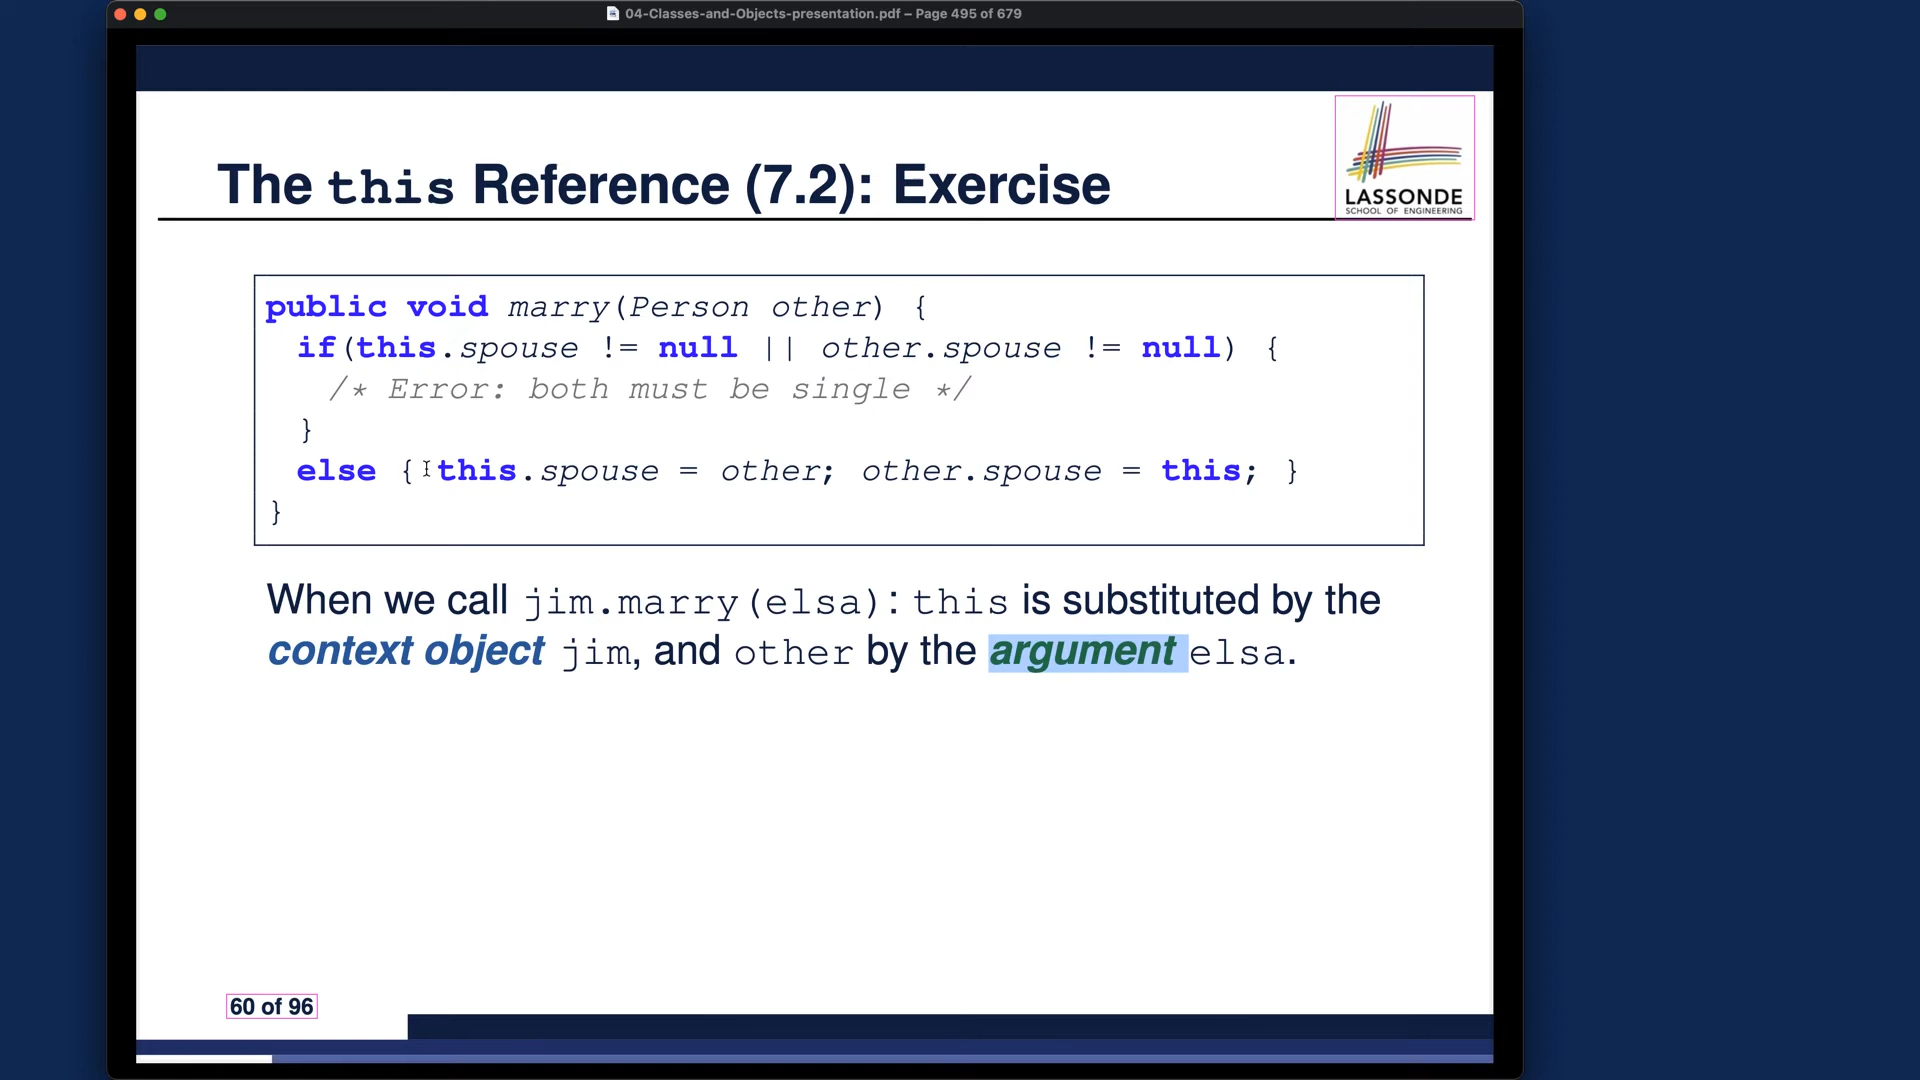 04-Classes-and-Objects-presentation.pdf – Page 495 of 679
The this Reference (7.2): Exercise
LASSONDE
SCHOOL OF ENGINEERING
public void marry(Person other) {
if(this.spouse != null || other.spouse != null) {
/* Error: both must be single */
}
else { this.spouse = other; other.spouse = this; }
}
When we call jim.marry(elsa): this is substituted by the
context object jim, and other by the argument elsa.
60 of 96